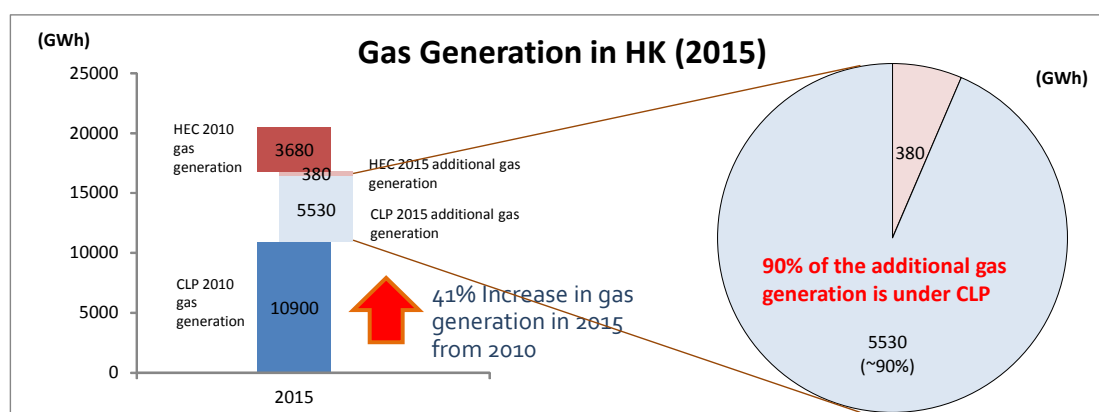 (GWh)
Gas Generation in HK (2015)
(GWh)
25000
20000
15000
10000
5000
0
HEC 2010
gas
generation
3680
380
HEC 2015 additional gas
generation
5530
CLP 2015 additional gas
generation
CLP 2010
gas
generation
10900
41% Increase in gas
generation in 2015
from 2010
2015
380
90% of the additional gas
generation is under CLP
5530
(~90%)